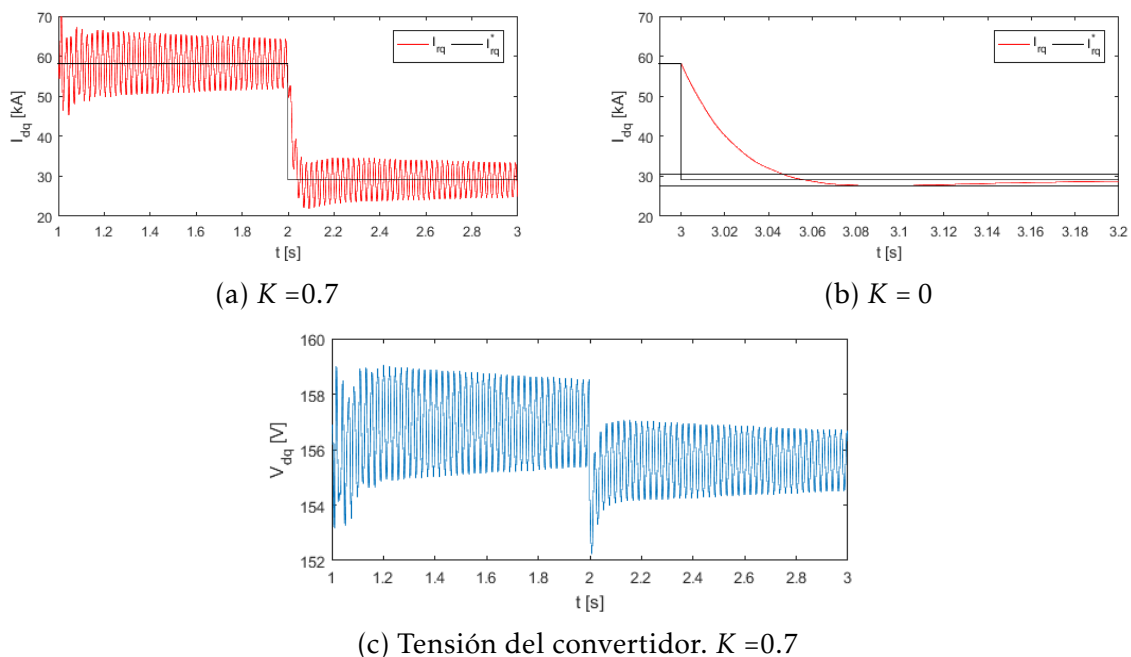 70
60
50
40
30
20
I_dq [kA]
I_rq I*_rq
1 1.2 1.4 1.6 1.8 2 2.2 2.4 2.6 2.8 3
t [s]
(a) K =0.7
70
60
50
40
30
20
I_dq [kA]
I_rq I*_rq
3 3.02 3.04 3.06 3.08 3.1 3.12 3.14 3.16 3.18 3.2
t [s]
(b) K = 0
160
158
156
154
152
V_dq [V]
1 1.2 1.4 1.6 1.8 2 2.2 2.4 2.6 2.8 3
t [s]
(c) Tensión del convertidor. K =0.7